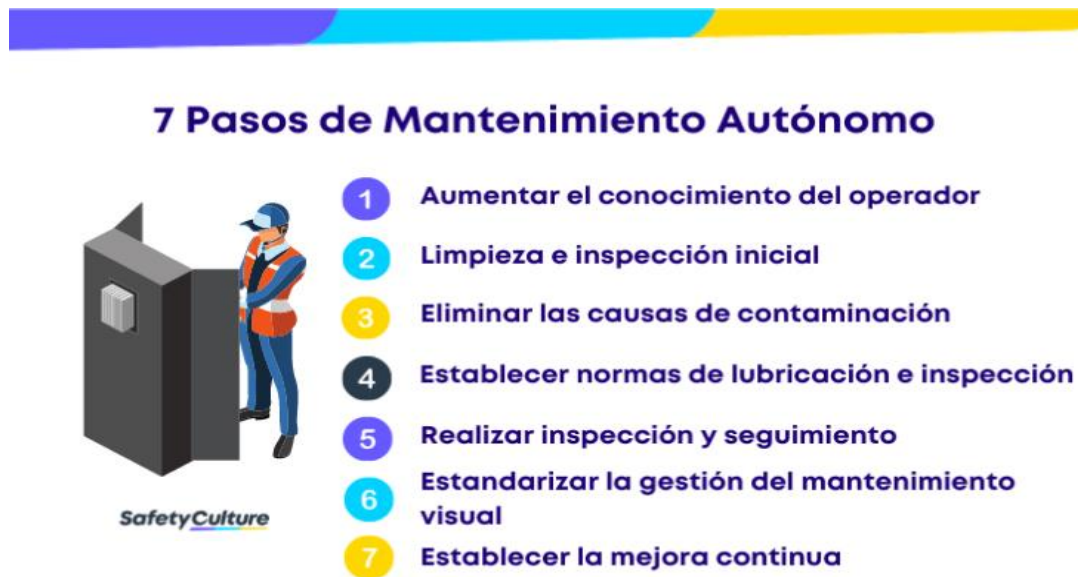 7 Pasos de Mantenimiento Autónomo
1 Aumentar el conocimiento del operador
2 Limpieza e inspección inicial
3 Eliminar las causas de contaminación
4 Establecer normas de lubricación e inspección
5 Realizar inspección y seguimiento
6 Estandarizar la gestión del mantenimiento
visual
7 Establecer la mejora continua
SafetyCulture